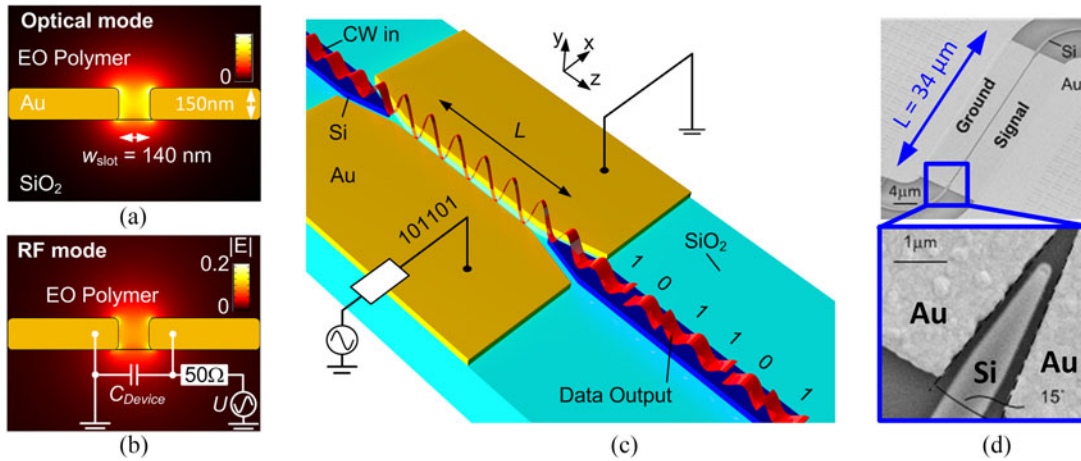 Optical mode
EO Polymer
0
Au
150nm
w_slot = 140 nm
SiO₂
(a)
RF mode
|E|
0.2
0
EO Polymer
C_Device
50Ω
U
(b)
CW in
y
x
z
Si
L
Au
101101
SiO₂
1
0
1
1
0
1
Data Output
(c)
L = 34 µm
Si
Au
Ground
Signal
4µm
1µm
Au
Si
Au
15°
(d)